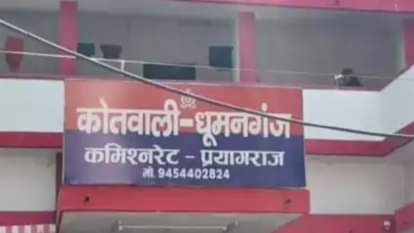 कोतवाली-धूमनगंज
कमिश्नरेट - प्रयागराज
मो. 9454402824